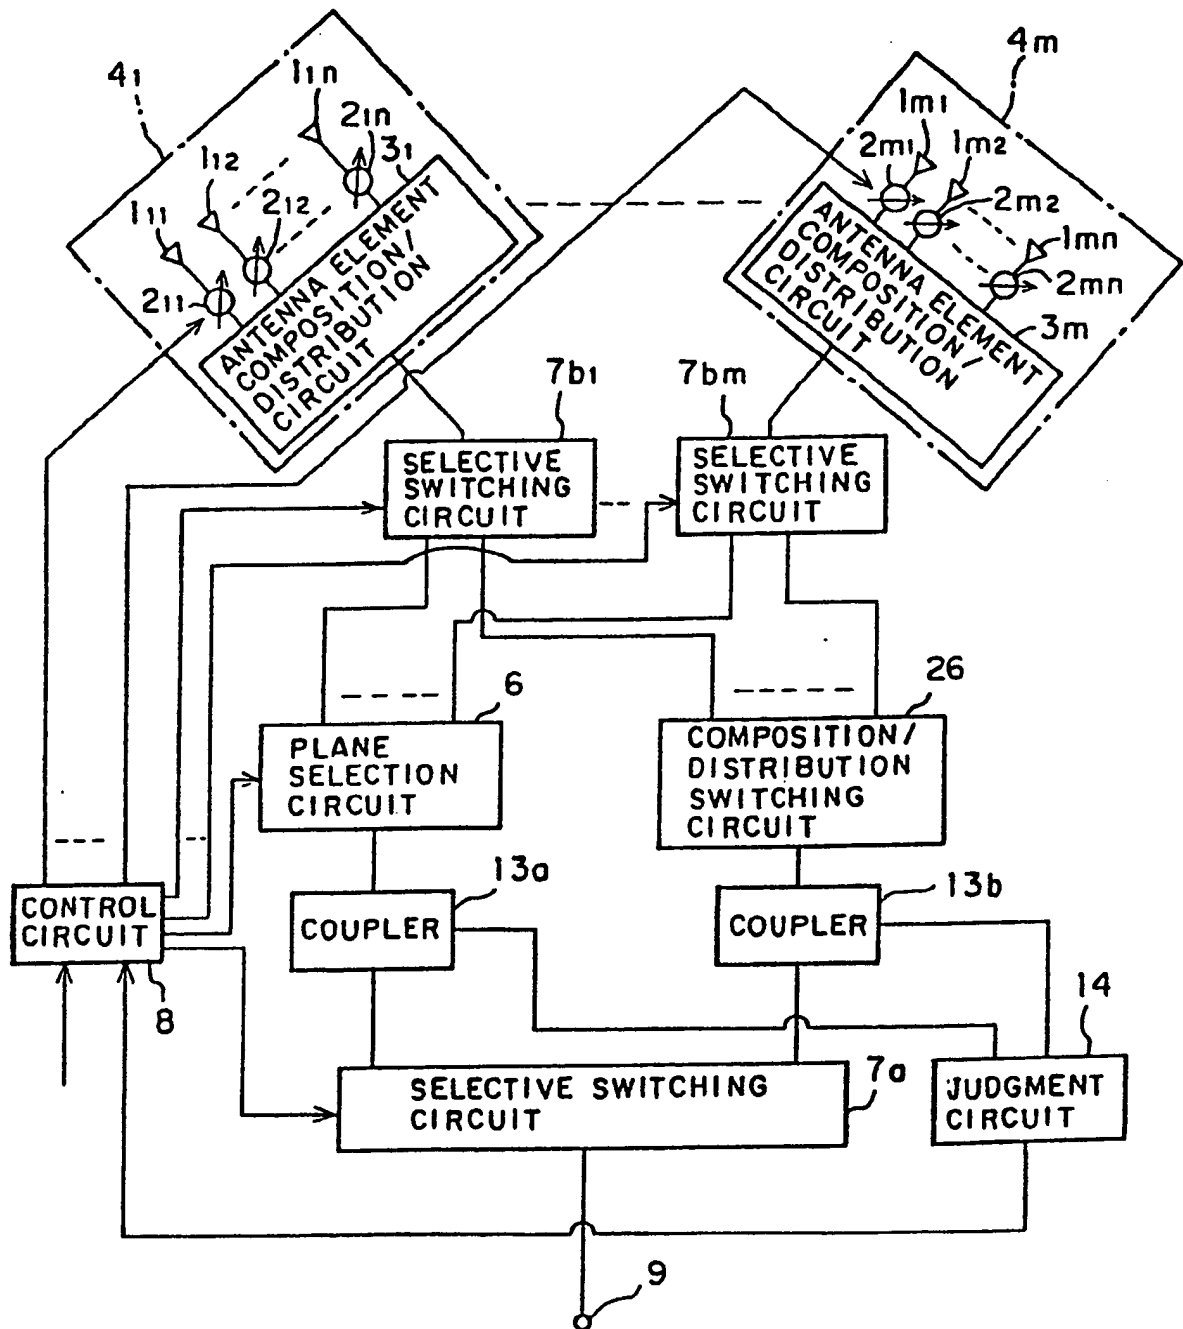 41
11n
21n
31
112
212
111
211
ANTENNA ELEMENT
COMPOSITION/
DISTRIBUTION
CIRCUIT
4m
1m1
2m1
1m2
2m2
1mn
2mn
3m
ANTENNA ELEMENT
COMPOSITION/
DISTRIBUTION
CIRCUIT
7b1
SELECTIVE
SWITCHING
CIRCUIT
7bm
SELECTIVE
SWITCHING
CIRCUIT
6
PLANE
SELECTION
CIRCUIT
26
COMPOSITION/
DISTRIBUTION
SWITCHING
CIRCUIT
CONTROL
CIRCUIT
8
13a
COUPLER
13b
COUPLER
14
JUDGMENT
CIRCUIT
7a
SELECTIVE SWITCHING
CIRCUIT
9